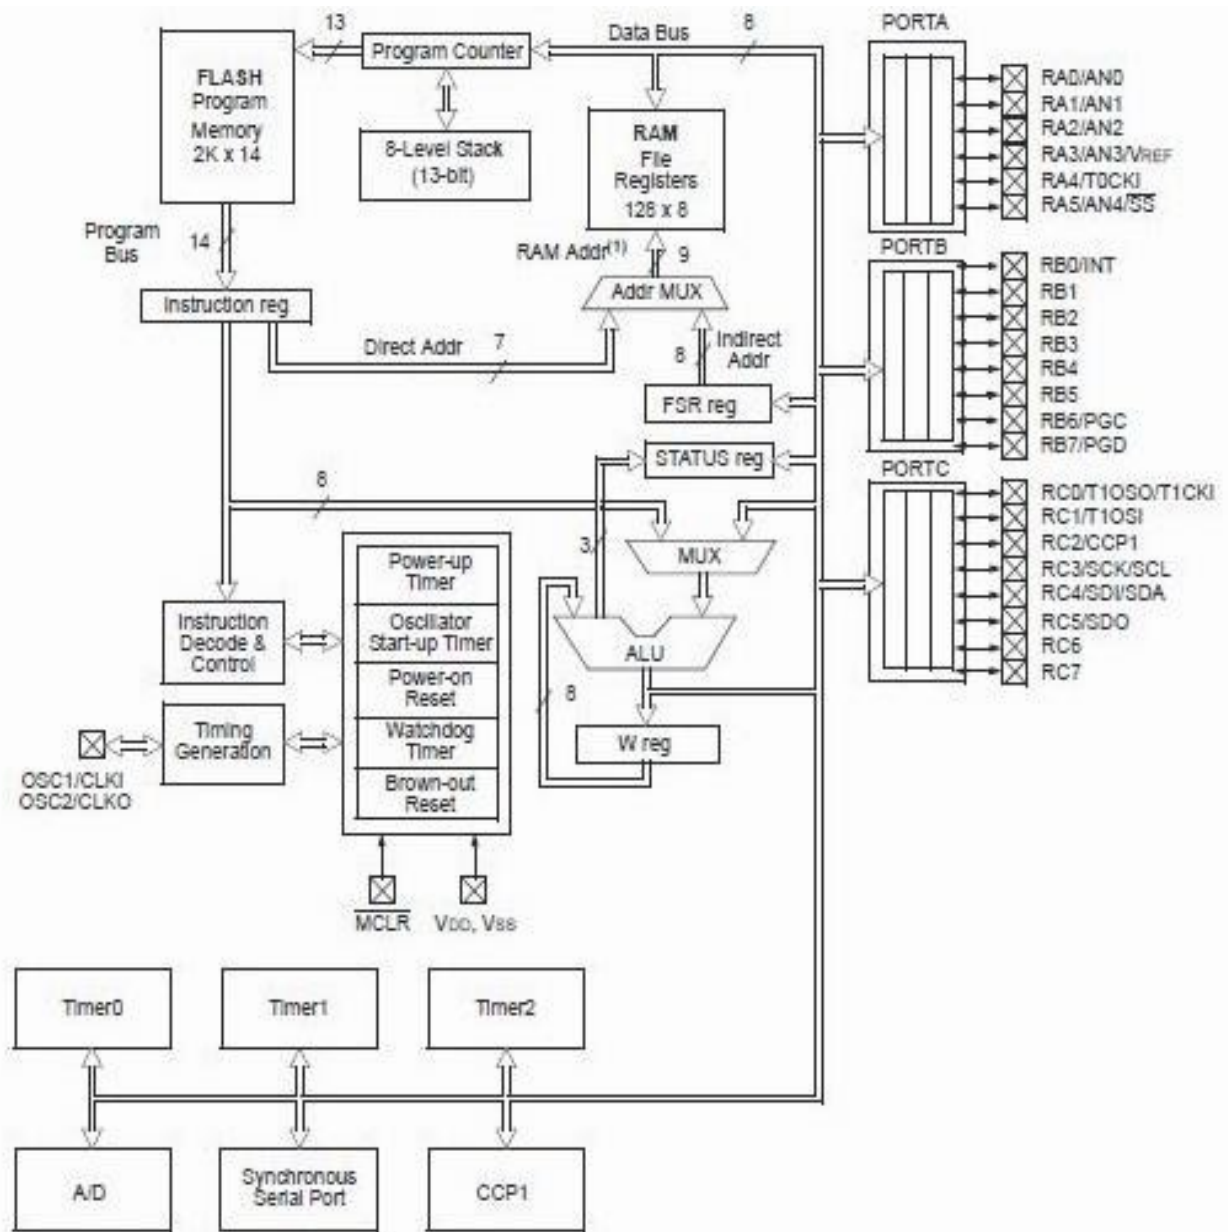 13
Program Counter
Data Bus
8
PORTA
FLASH
Program
Memory
2K x 14
8-Level Stack
(13-bit)
RAM
File
Registers
128 x 8
RA0/AN0
RA1/AN1
RA2/AN2
RA3/AN3/VREF
RA4/T0CKI
RA5/AN4/SS
Program
Bus
14
RAM Addr(1)
9
PORTB
Instruction reg
Addr MUX
RB0/INT
RB1
RB2
RB3
RB4
RB5
RB6/PGC
RB7/PGD
Direct Addr
7
8
Indirect
Addr
FSR reg
STATUS reg
PORTC
8
3
MUX
RC0/T1OSO/T1CKI
RC1/T1OSI
RC2/CCP1
RC3/SCK/SCL
RC4/SDI/SDA
RC5/SDO
RC6
RC7
Power-up
Timer
Instruction
Decode &
Control
Oscillator
Start-up Timer
ALU
Power-on
Reset
8
Timing
Generation
Watchdog
Timer
W reg
OSC1/CLKI
OSC2/CLKO
Brown-out
Reset
MCLR
VDD, VSS
Timer0
Timer1
Timer2
A/D
Synchronous
Serial Port
CCP1